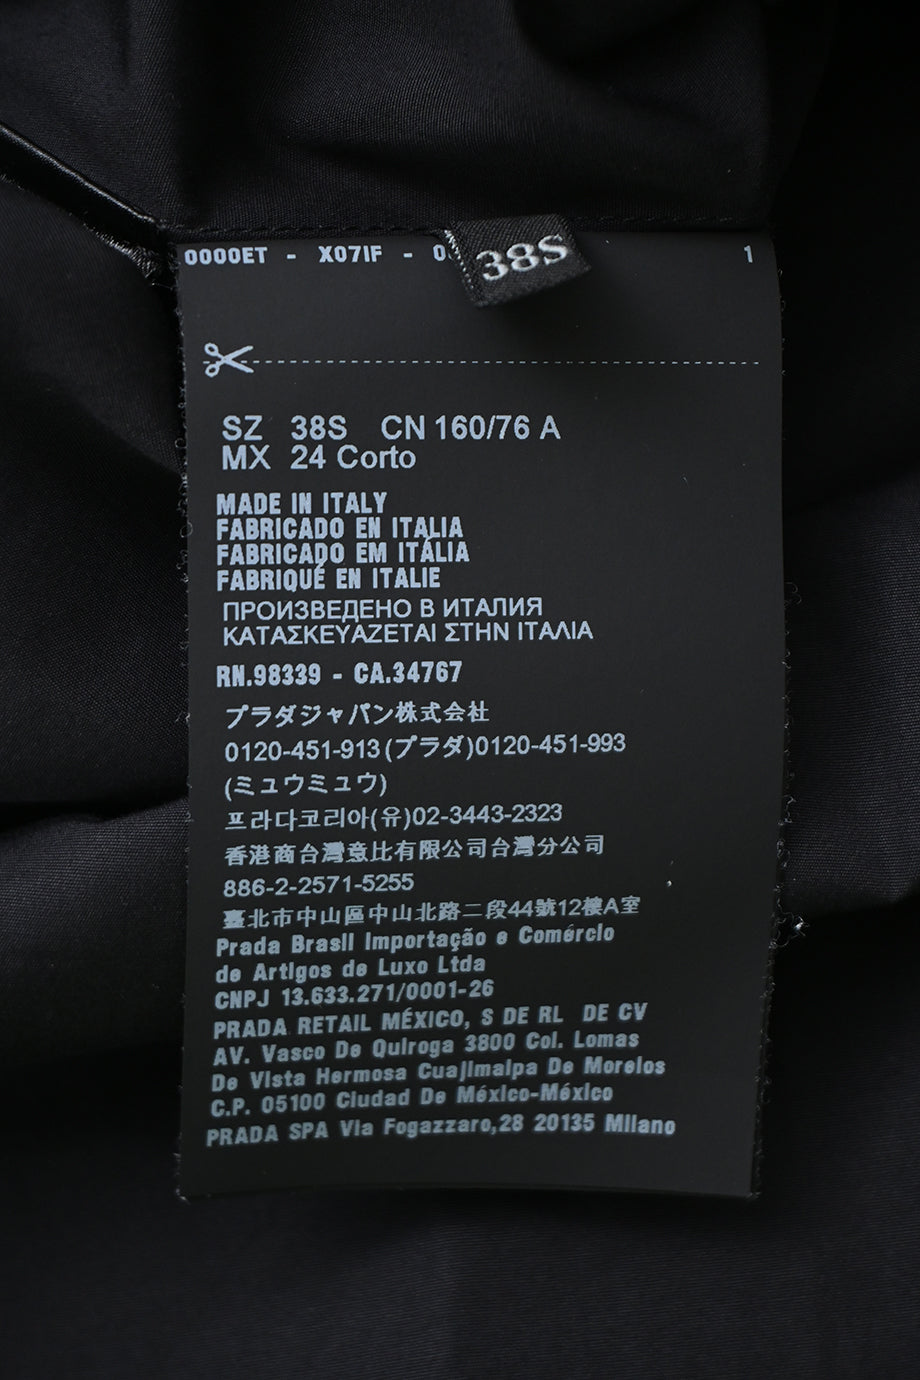 0000ET - X07IF - 0
38S
1
SZ 38S CN 160/76 A
MX 24 Corto
MADE IN ITALY
FABRICADO EN ITALIA
FABRICADO EM ITÁLIA
FABRIQUÉ EN ITALIE
ПРОИЗВЕДЕНО В ИТАЛИЯ
ΚΑΤΑΣΚΕΥΑΖΕΤΑΙ ΣΤΗΝ ΙΤΑΛΙΑ
RN.98339 - CA.34767
プラダジャパン株式会社
0120-451-913(プラダ)0120-451-993
(ミュウミュウ)
프라다코리아(유)02-3443-2323
香港商台灣意比有限公司台灣分公司
886-2-2571-5255
臺北市中山區中山北路二段44號12樓A室
Prada Brasil Importação e Comércio
de Artigos de Luxo Ltda
CNPJ 13.633.271/0001-26
PRADA RETAIL MÉXICO, S DE RL DE CV
AV. Vasco De Quiroga 3800 Col. Lomas
De Vista Hermosa Cuajimalpa De Morelos
C.P. 05100 Ciudad De México-México
PRADA SPA Via Fogazzaro,28 20135 Milano